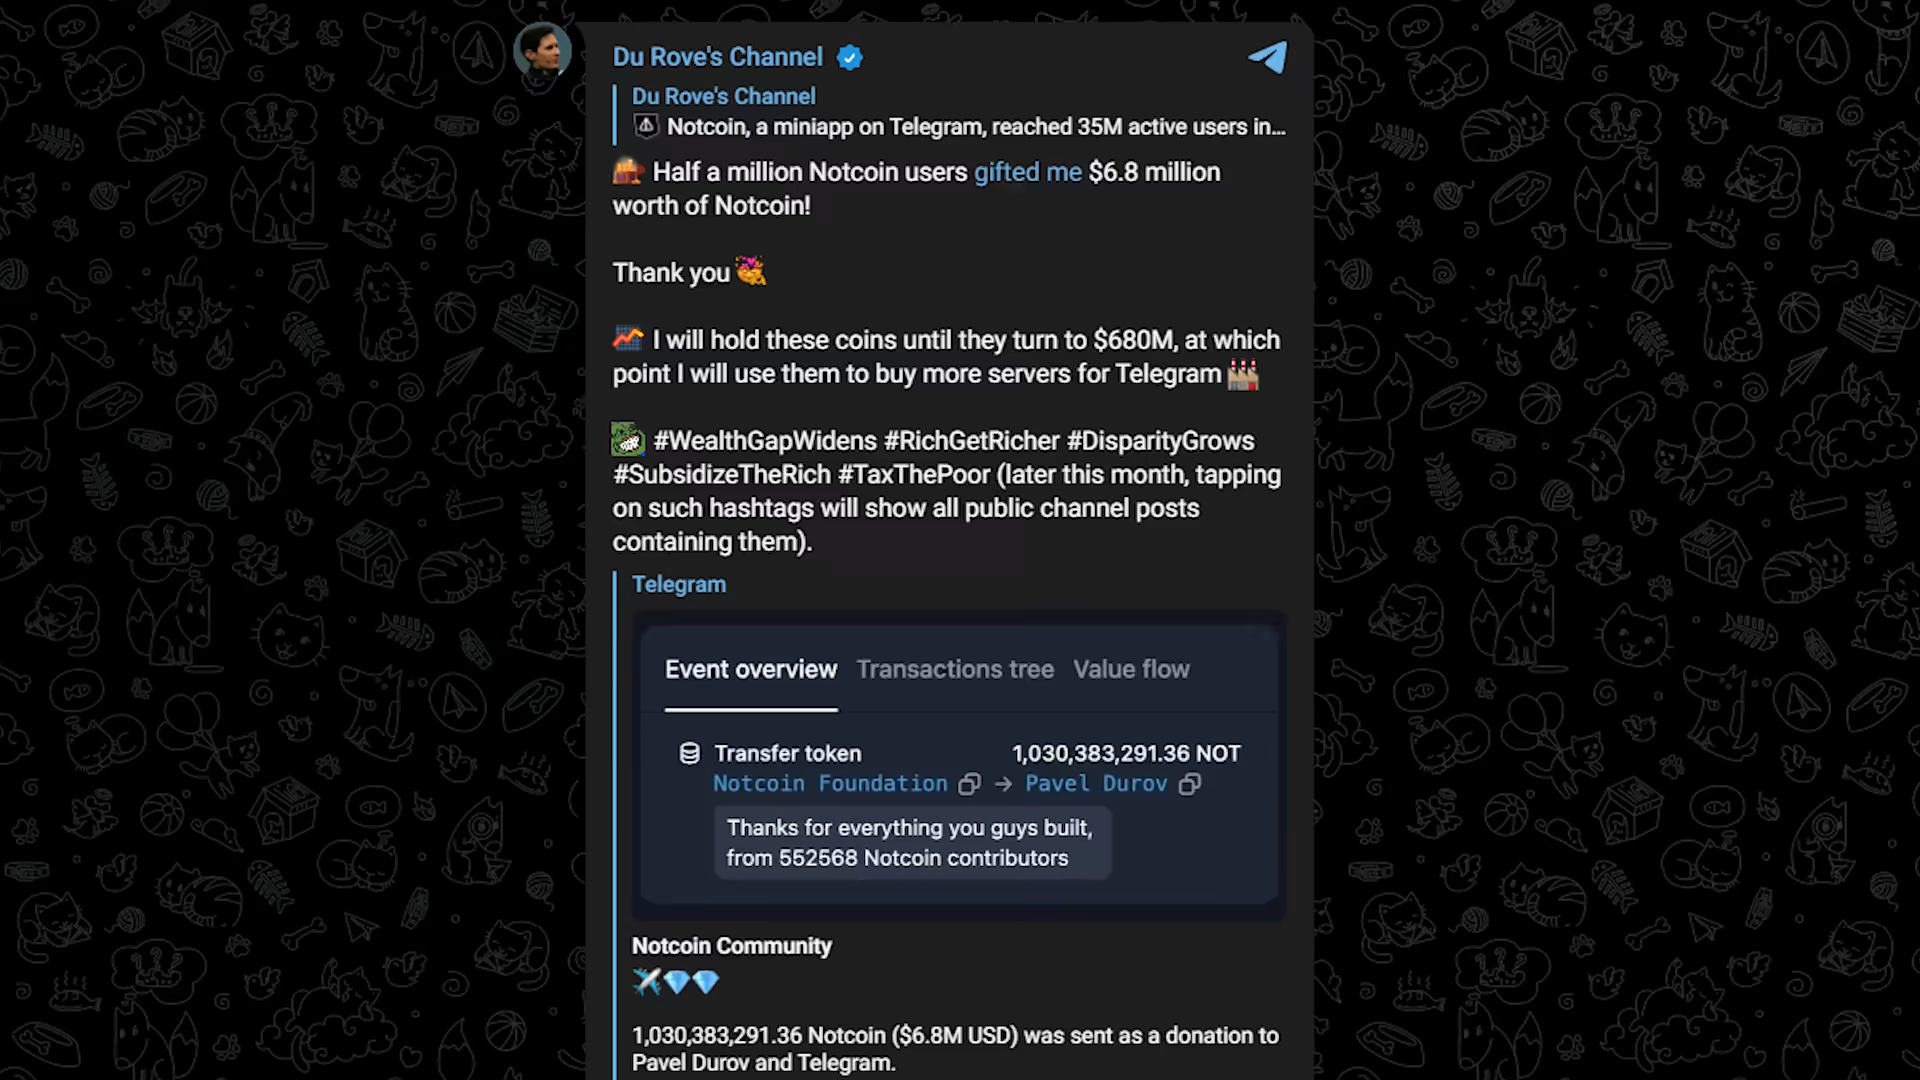 Du Rove's Channel
Du Rove's Channel
Notcoin, a miniapp on Telegram, reached 35M active users in...
Half a million Notcoin users gifted me $6.8 million
worth of Notcoin!
Thank you
I will hold these coins until they turn to $680M, at which
point I will use them to buy more servers for Telegram
#WealthGapWidens #RichGetRicher #DisparityGrows
#SubsidizeTheRich #TaxThePoor (later this month, tapping
on such hashtags will show all public channel posts
containing them).
Telegram
Event overview Transactions tree Value flow
Transfer token 1,030,383,291.36 NOT
Notcoin Foundation → Pavel Durov
Thanks for everything you guys built,
from 552568 Notcoin contributors
Notcoin Community
1,030,383,291.36 Notcoin ($6.8M USD) was sent as a donation to
Pavel Durov and Telegram.